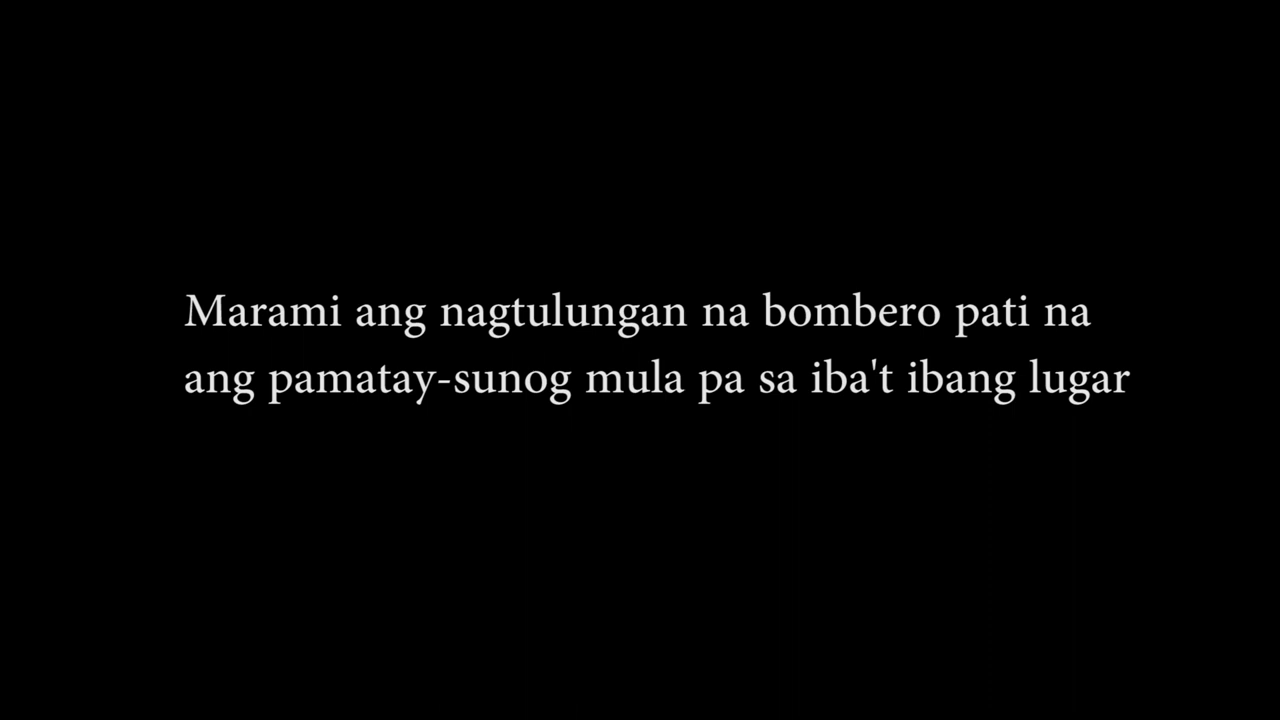 Marami ang nagtulungan na bombero pati na
ang pamatay-sunog mula pa sa iba't ibang lugar